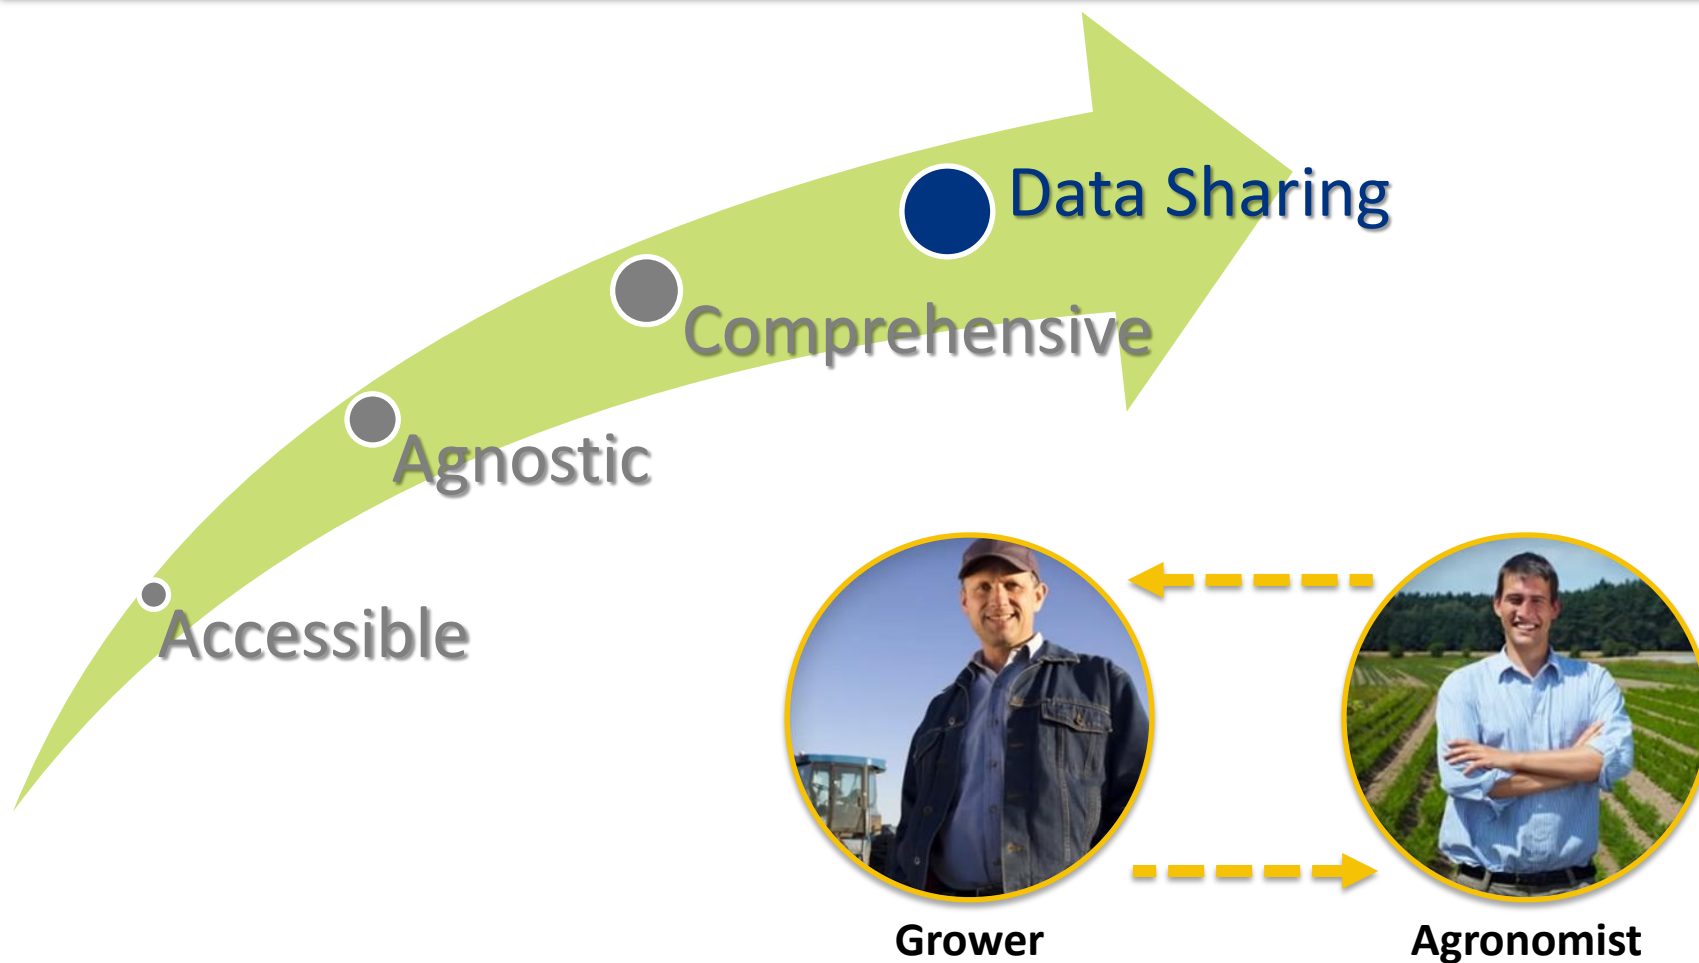 Data Sharing
Comprehensive
Agnostic
Accessible
Grower
Agronomist